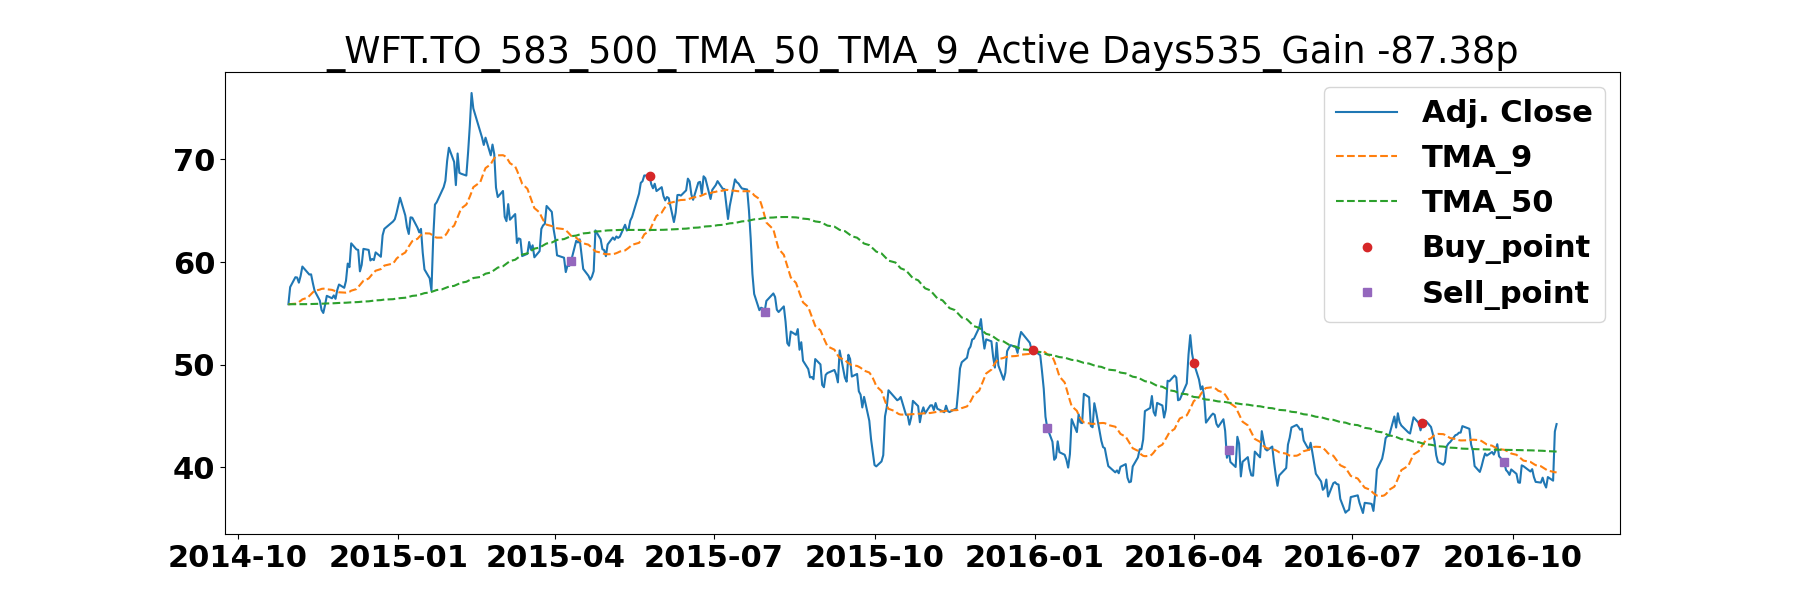 _WFT.TO_583_500_TMA_50_TMA_9_Active Days535_Gain -87.38p
Adj. Close
TMA_9
TMA_50
Buy_point
Sell_point
70
60
50
40
2014-10 2015-01 2015-04 2015-07 2015-10 2016-01 2016-04 2016-07 2016-10